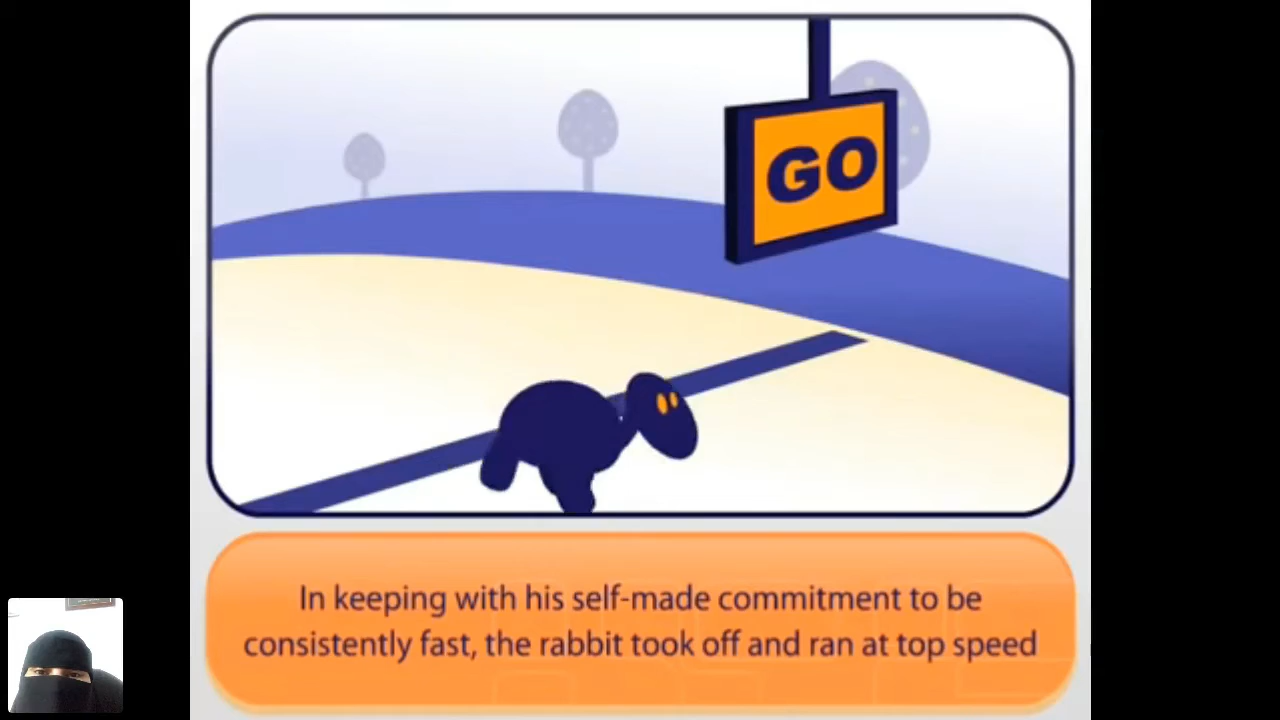 GO
In keeping with his self-made commitment to be
consistently fast, the rabbit took off and ran at top speed